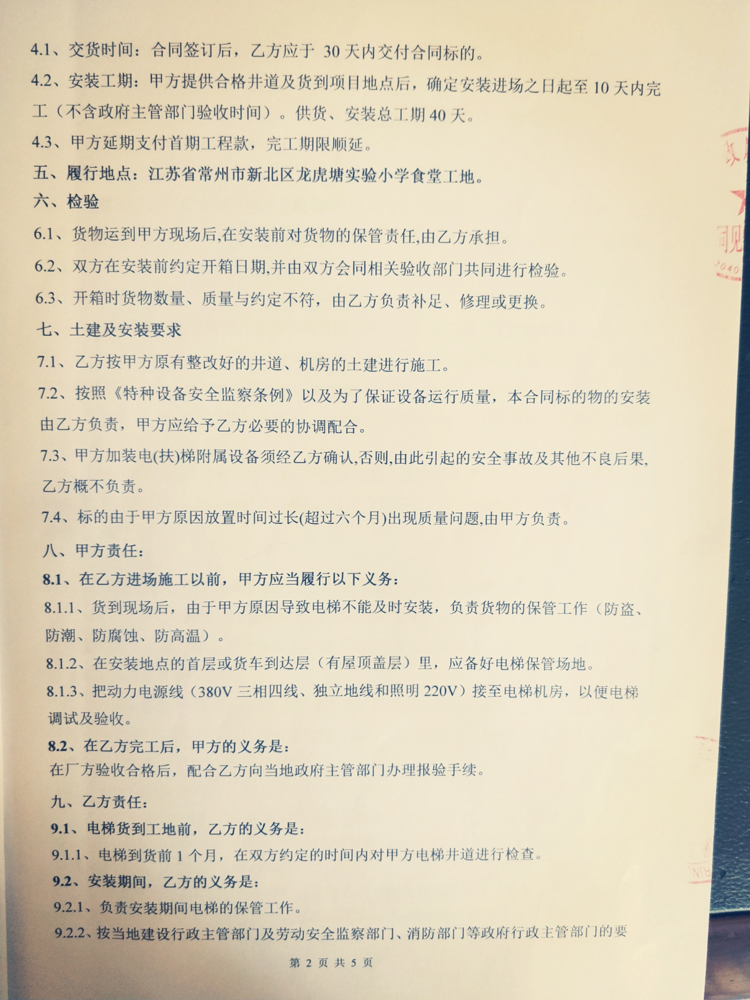 4.1、交货时间：合同签订后，乙方应于 30 天内交付合同标的。
4.2、安装工期：甲方提供合格井道及货到项目地点后，确定安装进场之日起至 10 天内完
工（不含政府主管部门验收时间）。供货、安装总工期 40 天。
4.3、甲方延期支付首期工程款，完工期限顺延。
五、履行地点：江苏省常州市新北区龙虎塘实验小学食堂工地。
六、检验
6.1、货物运到甲方现场后,在安装前对货物的保管责任,由乙方承担。
6.2、双方在安装前约定开箱日期,并由双方会同相关验收部门共同进行检验。
6.3、开箱时货物数量、质量与约定不符，由乙方负责补足、修理或更换。
七、土建及安装要求
7.1、乙方按甲方原有整改好的井道、机房的土建进行施工。
7.2、按照《特种设备安全监察条例》以及为了保证设备运行质量，本合同标的物的安装
由乙方负责，甲方应给予乙方必要的协调配合。
7.3、甲方加装电(扶)梯附属设备须经乙方确认,否则,由此引起的安全事故及其他不良后果,
乙方概不负责。
7.4、标的由于甲方原因放置时间过长(超过六个月)出现质量问题,由甲方负责。
八、甲方责任：
8.1、在乙方进场施工以前，甲方应当履行以下义务：
8.1.1、货到现场后，由于甲方原因导致电梯不能及时安装，负责货物的保管工作（防盗、
防潮、防腐蚀、防高温）。
8.1.2、在安装地点的首层或货车到达层（有屋顶盖层）里，应备好电梯保管场地。
8.1.3、把动力电源线（380V 三相四线、独立地线和照明 220V）接至电梯机房，以便电梯
调试及验收。
8.2、在乙方完工后，甲方的义务是：
在厂方验收合格后，配合乙方向当地政府主管部门办理报验手续。
九、乙方责任：
9.1、电梯货到工地前，乙方的义务是：
9.1.1、电梯到货前 1 个月，在双方约定的时间内对甲方电梯井道进行检查。
9.2、安装期间，乙方的义务是：
9.2.1、负责安装期间电梯的保管工作。
9.2.2、按当地建设行政主管部门及劳动安全监察部门、消防部门等政府行政主管部门的要
第 2 页 共 5 页